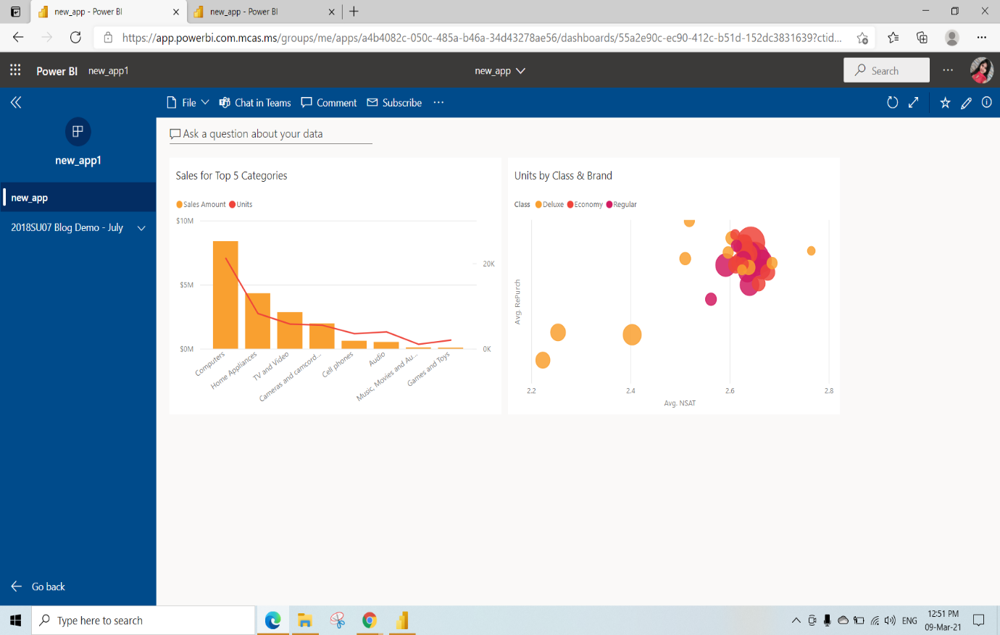 new_app - Power BI
new_app - Power BI
https://app.powerbi.com.mcas.ms/groups/me/apps/a4b4082c-050c-485a-b46a-34d43278ae56/dashboards/55a2e90c-ec90-412c-b51d-152dc3831639?ctid...
Power BI new_app1
new_app
Search
File
Chat in Teams
Comment
Subscribe
new_app1
new_app
2018SU07 Blog Demo - July
Go back
Ask a question about your data
Sales for Top 5 Categories
Sales Amount Units
$10M
$5M
$0M
20K
0K
Computers
Home Appliances
TV and Video
Cameras and camcord...
Cell phones
Audio
Music, Movies and Au...
Games and Toys
Units by Class & Brand
Class Deluxe Economy Regular
Avg. RePurch
2.2 2.4 2.6 2.8
Avg. NSAT
Type here to search
ENG
12:51 PM
09-Mar-21